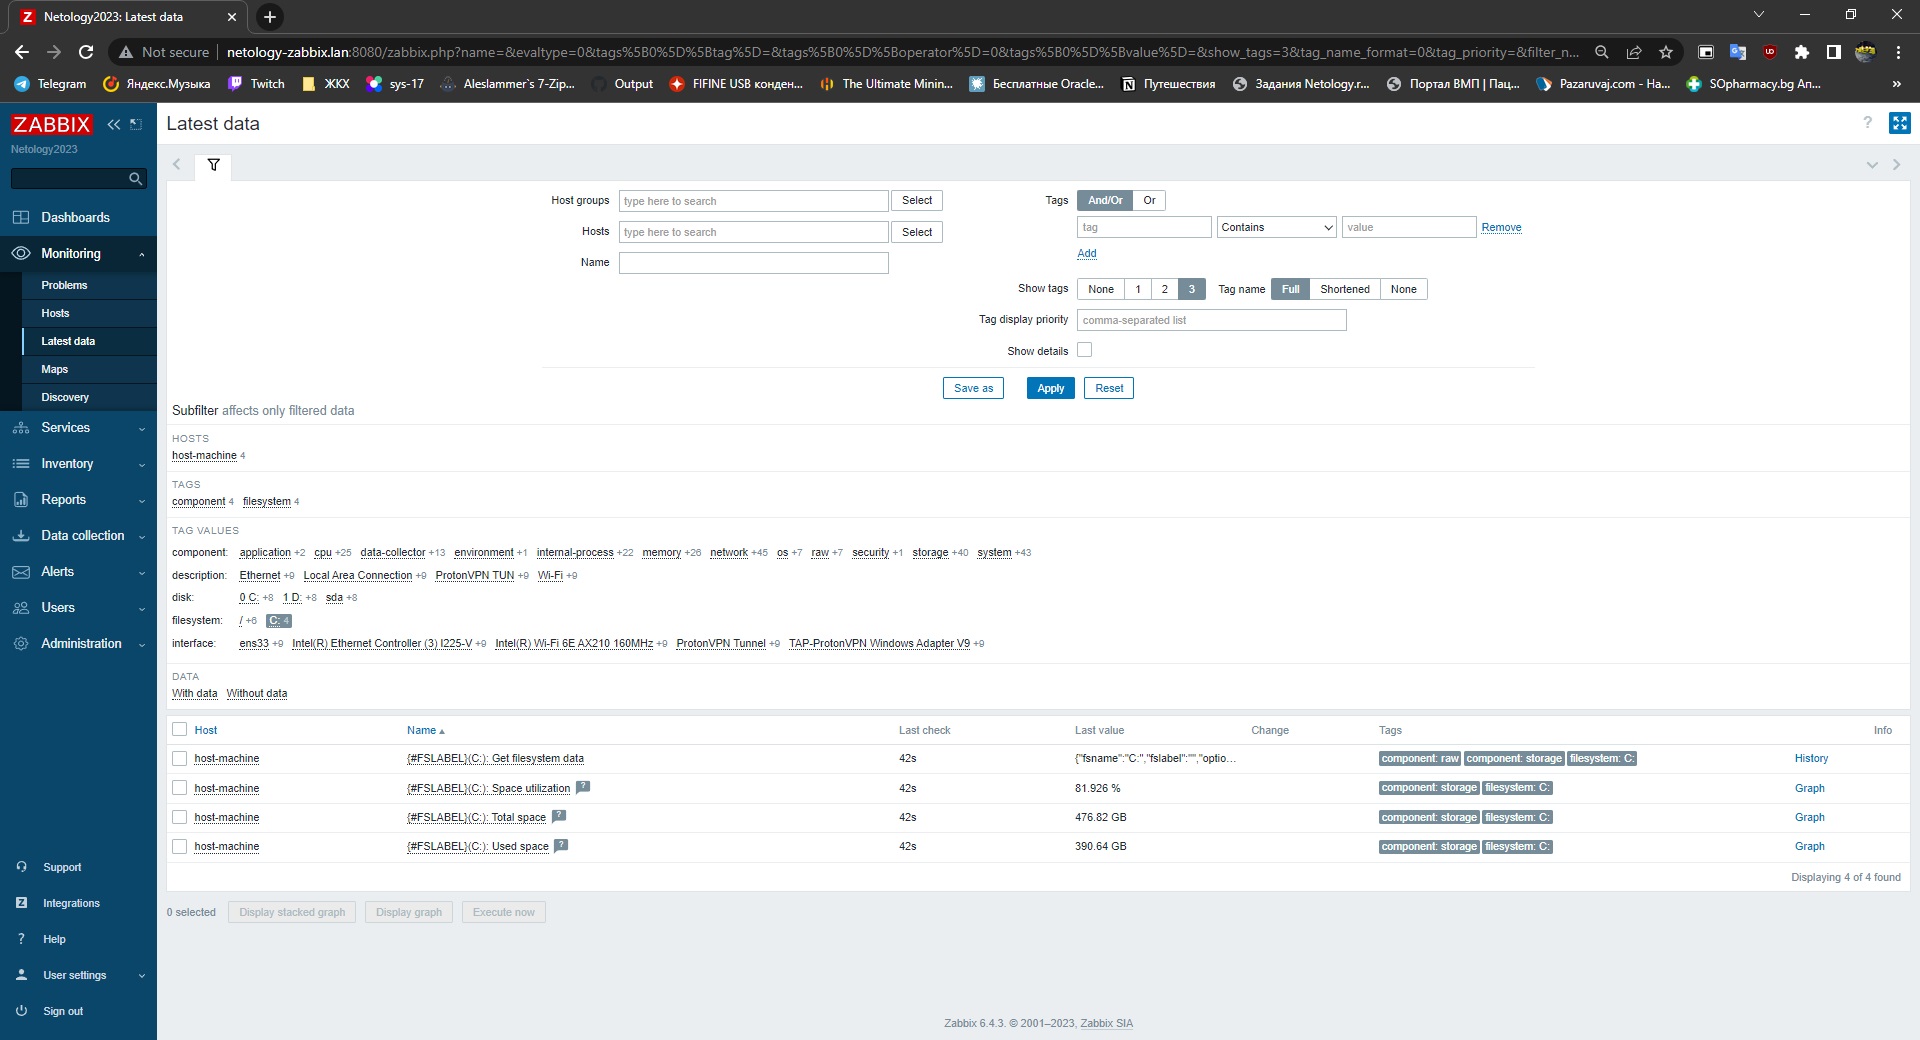 Netology2023: Latest data
Not secure netology-zabbix.lan:8080/zabbix.php?name=&evaltype=0&tags%5B0%5D%5Btag%5D=&tags%5B0%5D%5Boperator%5D=0&tags%5B0%5D%5Bvalue%5D=&show_tags=3&tag_name_format=0&tag_priority=&filter_n...
Telegram Яндекс.Музыка Twitch ЖКХ sys-17 Aleslammer`s 7-Zip... Output FIFINE USB конден... The Ultimate Minin... Бесплатные Oracle... Путешествия Задания Netology.r... Портал ВМП | Пац... Pazaruvaj.com - На... SOpharmacy.bg Ап... »
ZABBIX
Netology2023
Dashboards
Monitoring
Problems
Hosts
Latest data
Maps
Discovery
Services
Inventory
Reports
Data collection
Alerts
Users
Administration
Support
Integrations
Help
User settings
Sign out
Latest data
Host groups type here to search Select
Hosts type here to search Select
Name
Tags And/Or Or
tag Contains value Remove
Add
Show tags None 1 2 3 Tag name Full Shortened None
Tag display priority comma-separated list
Show details
Save as Apply Reset
Subfilter affects only filtered data
HOSTS
host-machine 4
TAGS
component 4 filesystem 4
TAG VALUES
component: application +2 cpu +25 data-collector +13 environment +1 internal-process +22 memory +26 network +45 os +7 raw +7 security +1 storage +40 system +43
description: Ethernet +9 Local Area Connection +9 ProtonVPN TUN +9 Wi-Fi +9
disk: 0 C: +8 1 D: +8 sda +8
filesystem: / +6 C: 4
interface: ens33 +9 Intel(R) Ethernet Controller (3) I225-V +9 Intel(R) Wi-Fi 6E AX210 160MHz +9 ProtonVPN Tunnel +9 TAP-ProtonVPN Windows Adapter V9 +9
DATA
With data Without data
Host Name Last check Last value Change Tags Info
host-machine {#FSLABEL}(C:): Get filesystem data 42s {"fsname":"C:","fslabel":"","optio... component: raw component: storage filesystem: C: History
host-machine {#FSLABEL}(C:): Space utilization ? 42s 81.926 % component: storage filesystem: C: Graph
host-machine {#FSLABEL}(C:): Total space ? 42s 476.82 GB component: storage filesystem: C: Graph
host-machine {#FSLABEL}(C:): Used space ? 42s 390.64 GB component: storage filesystem: C: Graph
Displaying 4 of 4 found
0 selected Display stacked graph Display graph Execute now
Zabbix 6.4.3. © 2001–2023, Zabbix SIA